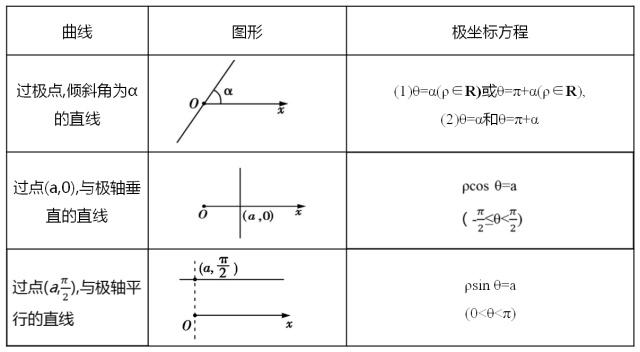 曲线 图形 极坐标方程
过极点,倾斜角为α
的直线
O α x
(1)θ=α(ρ∈R)或θ=π+α(ρ∈R),
(2)θ=α和θ=π+α
过点(a,0),与极轴垂
直的直线
O (a,0) x
ρcos θ=a
(-π/2≤θ<π/2)
过点(a,π/2),与极轴平
行的直线
(a,π/2)
O x
ρsin θ=a
(0<θ<π)